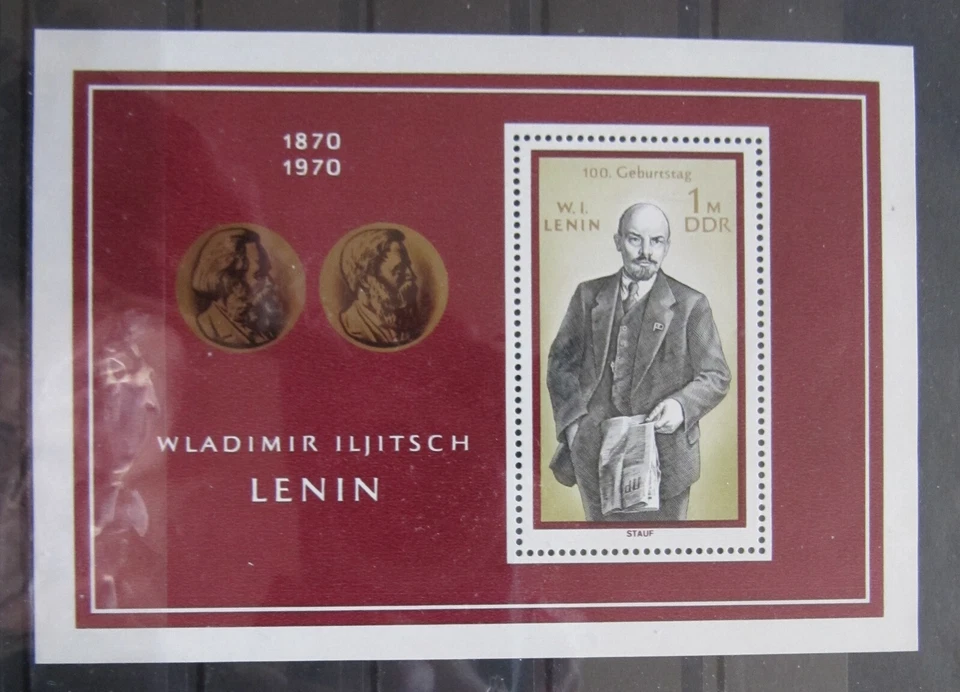 1870
1970
WLADIMIR ILJITSCH
LENIN
100. Geburtstag
W. I.
LENIN
1 M
DDR
STAUF